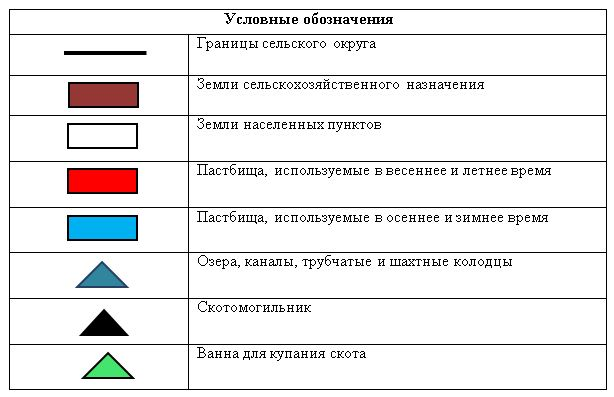 Условные обозначения
Границы сельского округа
Земли сельскохозяйственного назначения
Земли населенных пунктов
Пастбища, используемые в весеннее и летнее время
Пастбища, используемые в осеннее и зимнее время
Озера, каналы, трубчатые и шахтные колодцы
Скотомогильник
Ванна для купания скота